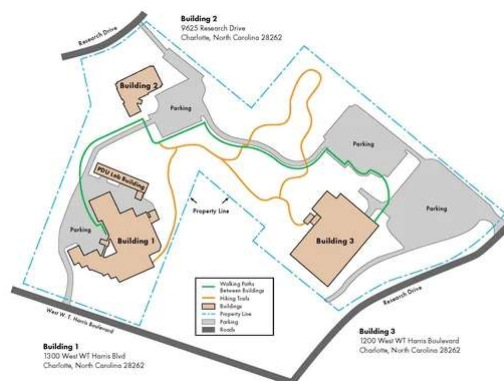 Building 2
9625 Research Drive
Charlotte, North Carolina 28262
Research Drive
Building 2
Parking
Parking
PDU Lab Building
Parking
Property Line
Parking
Building 1
Building 3
Walking Paths
Between Buildings
Hiking Trails
Buildings
Property Line
Parking
Roads
Research Drive
West W. T. Harris Boulevard
Building 3
1200 West WT Harris Boulevard
Charlotte, North Carolina 28262
Building 1
1300 West WT Harris Blvd
Charlotte, North Carolina 28262